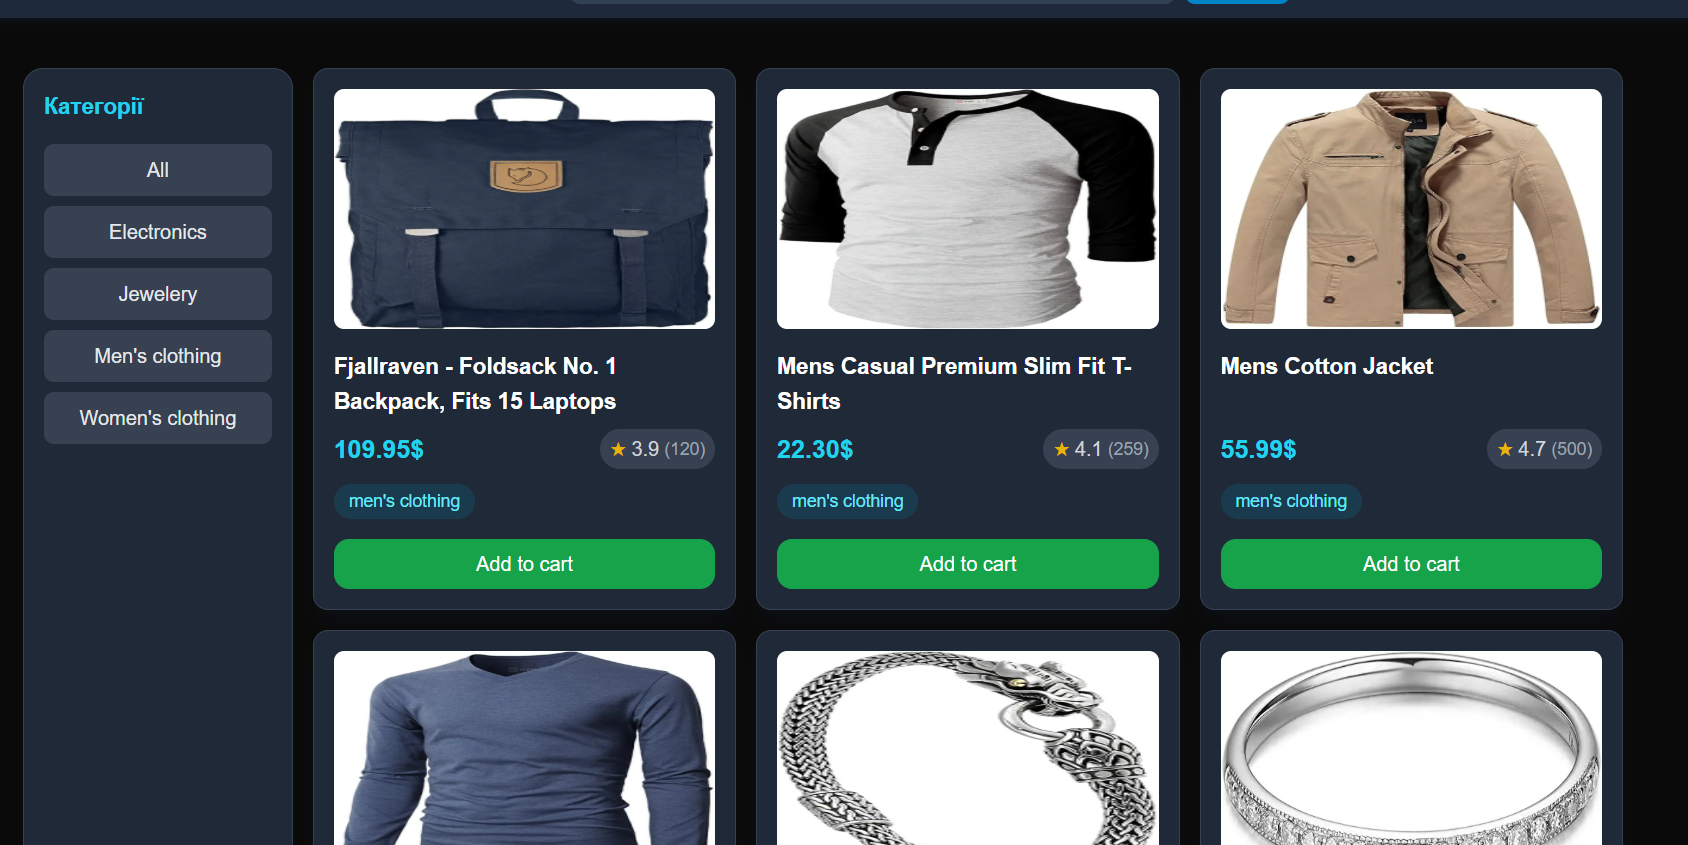 Категорії
All
Electronics
Jewelery
Men's clothing
Women's clothing
Fjallraven - Foldsack No. 1
Backpack, Fits 15 Laptops
109.95$
★ 3.9 (120)
men's clothing
Add to cart
Mens Casual Premium Slim Fit T-
Shirts
22.30$
★ 4.1 (259)
men's clothing
Add to cart
Mens Cotton Jacket
55.99$
★ 4.7 (500)
men's clothing
Add to cart